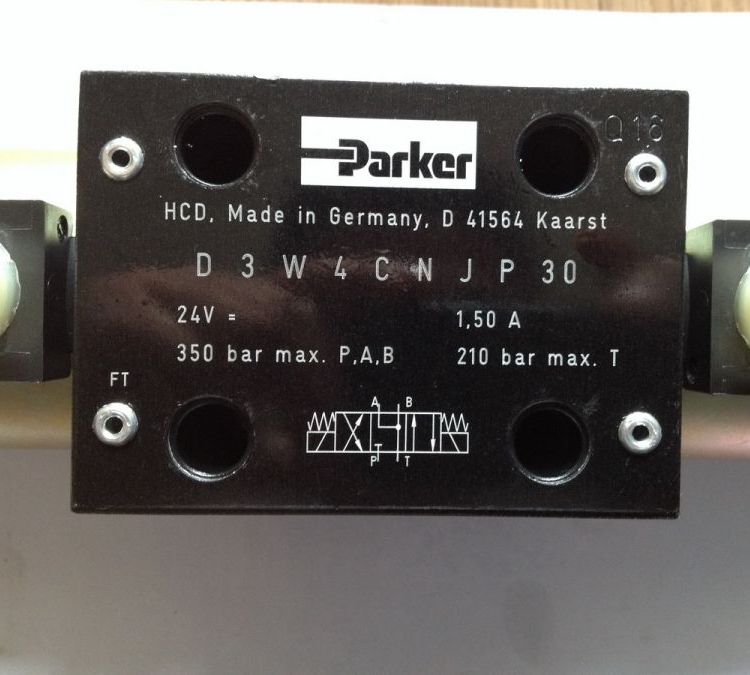 Q16
Parker
HCD, Made in Germany, D 41564 Kaarst
D 3 W 4 C N J P 30
24V = 1,50 A
350 bar max. P,A,B 210 bar max. T
FT
A B
P T